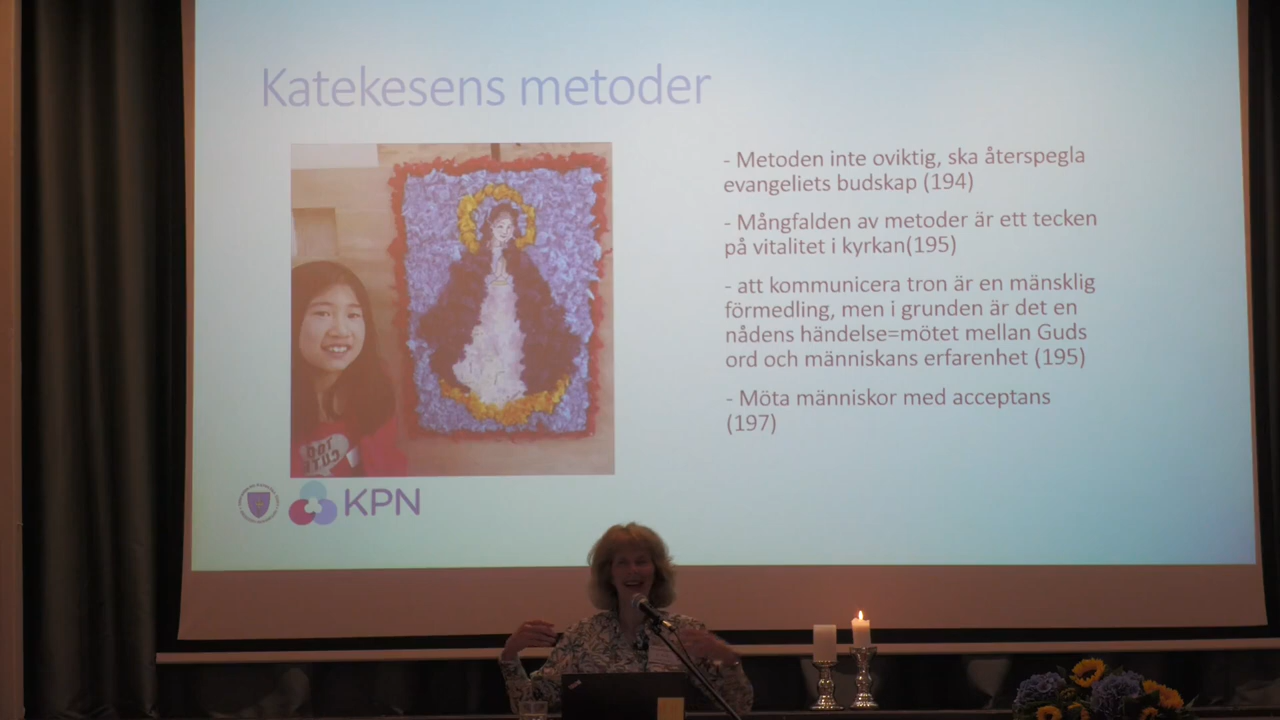 Katekesens metoder
- Metoden inte oviktig, ska återspegla
evangeliets budskap (194)
- Mångfalden av metoder är ett tecken
på vitalitet i kyrkan(195)
- att kommunicera tron är en mänsklig
förmedling, men i grunden är det en
nådens händelse=mötet mellan Guds
ord och människans erfarenhet (195)
- Möta människor med acceptans
(197)
KPN